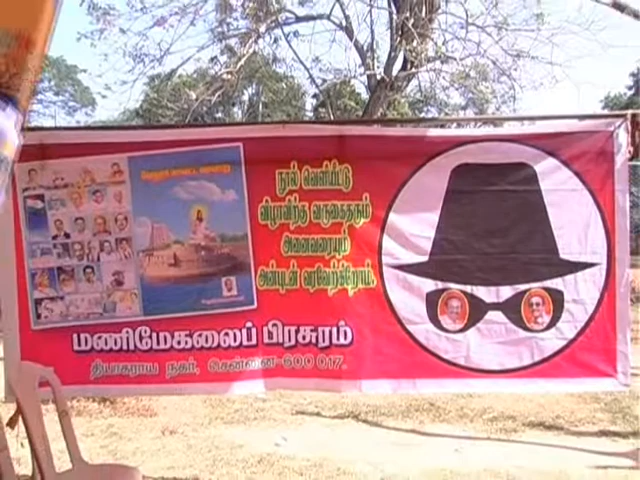 நூல் வெளியீட்டு
விழாவிற்கு வருகைதரும்
அனைவரையும்
அன்புடன் வரவேற்கிறோம்.
மணிமேகலைப் பிரசுரம்
தியாகராய நகர், சென்னை-600 017.